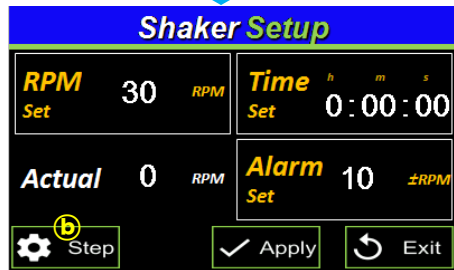 Shaker Setup
RPM Set 30 RPM
Time Set h m s 0:00:00
Actual 0 RPM
Alarm Set 10 ±RPM
ⓑ
Step
Apply
Exit